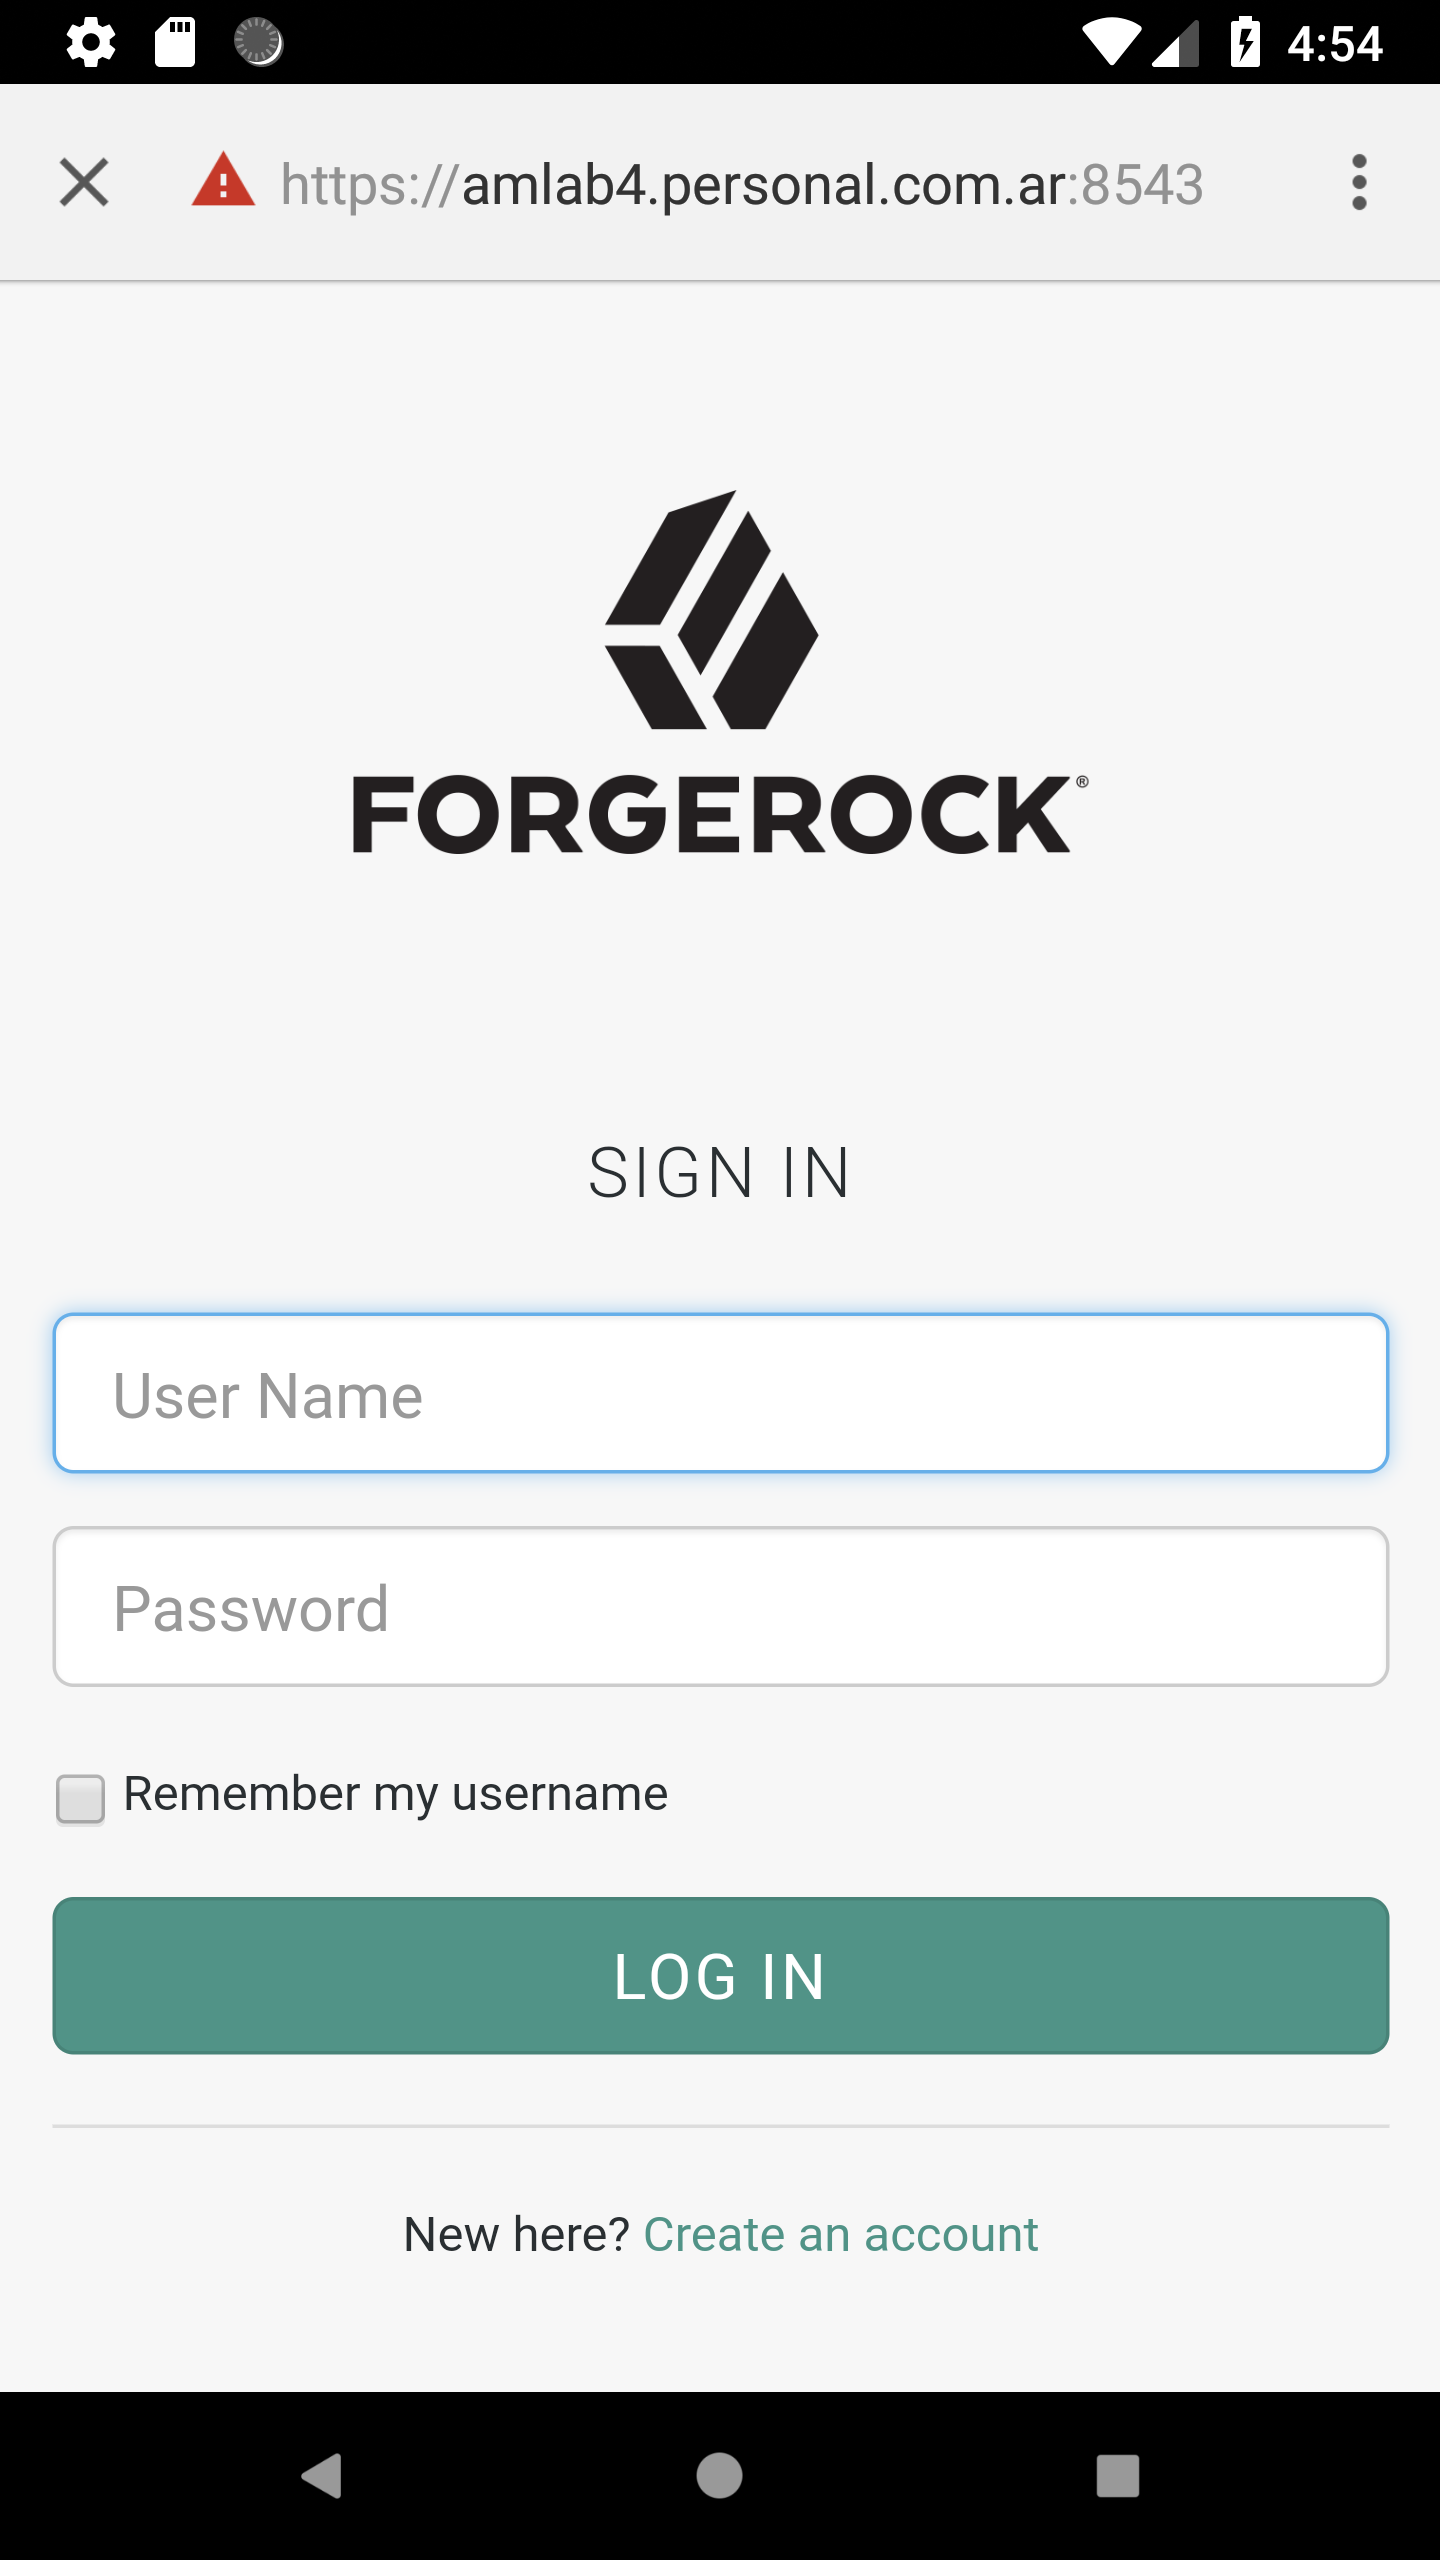 4:54
https://amlab4.personal.com.ar:8543
FORGEROCK®
SIGN IN
User Name
Password
Remember my username
LOG IN
New here? Create an account